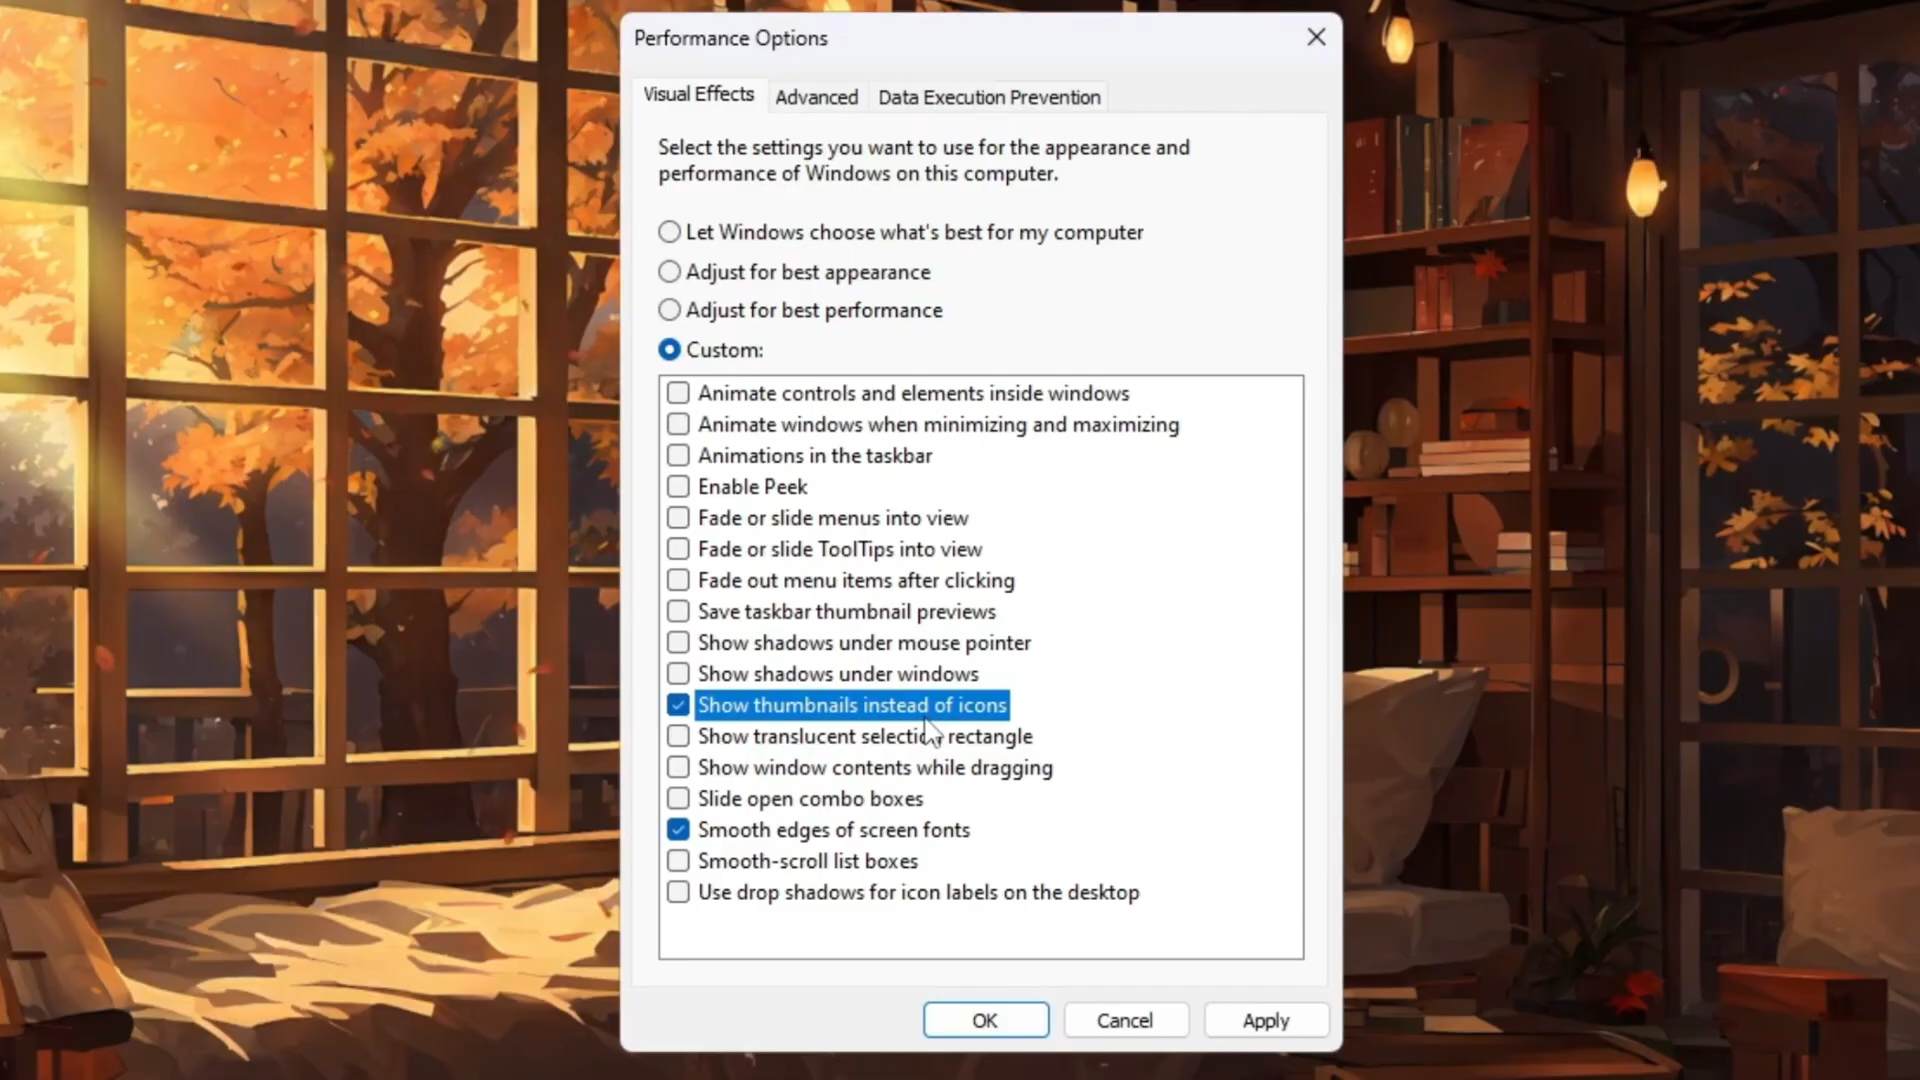 Performance Options
Visual Effects
Advanced
Data Execution Prevention
Select the settings you want to use for the appearance and
performance of Windows on this computer.
Let Windows choose what's best for my computer
Adjust for best appearance
Adjust for best performance
Custom:
Animate controls and elements inside windows
Animate windows when minimizing and maximizing
Animations in the taskbar
Enable Peek
Fade or slide menus into view
Fade or slide ToolTips into view
Fade out menu items after clicking
Save taskbar thumbnail previews
Show shadows under mouse pointer
Show shadows under windows
Show thumbnails instead of icons
Show translucent selection rectangle
Show window contents while dragging
Slide open combo boxes
Smooth edges of screen fonts
Smooth-scroll list boxes
Use drop shadows for icon labels on the desktop
OK
Cancel
Apply